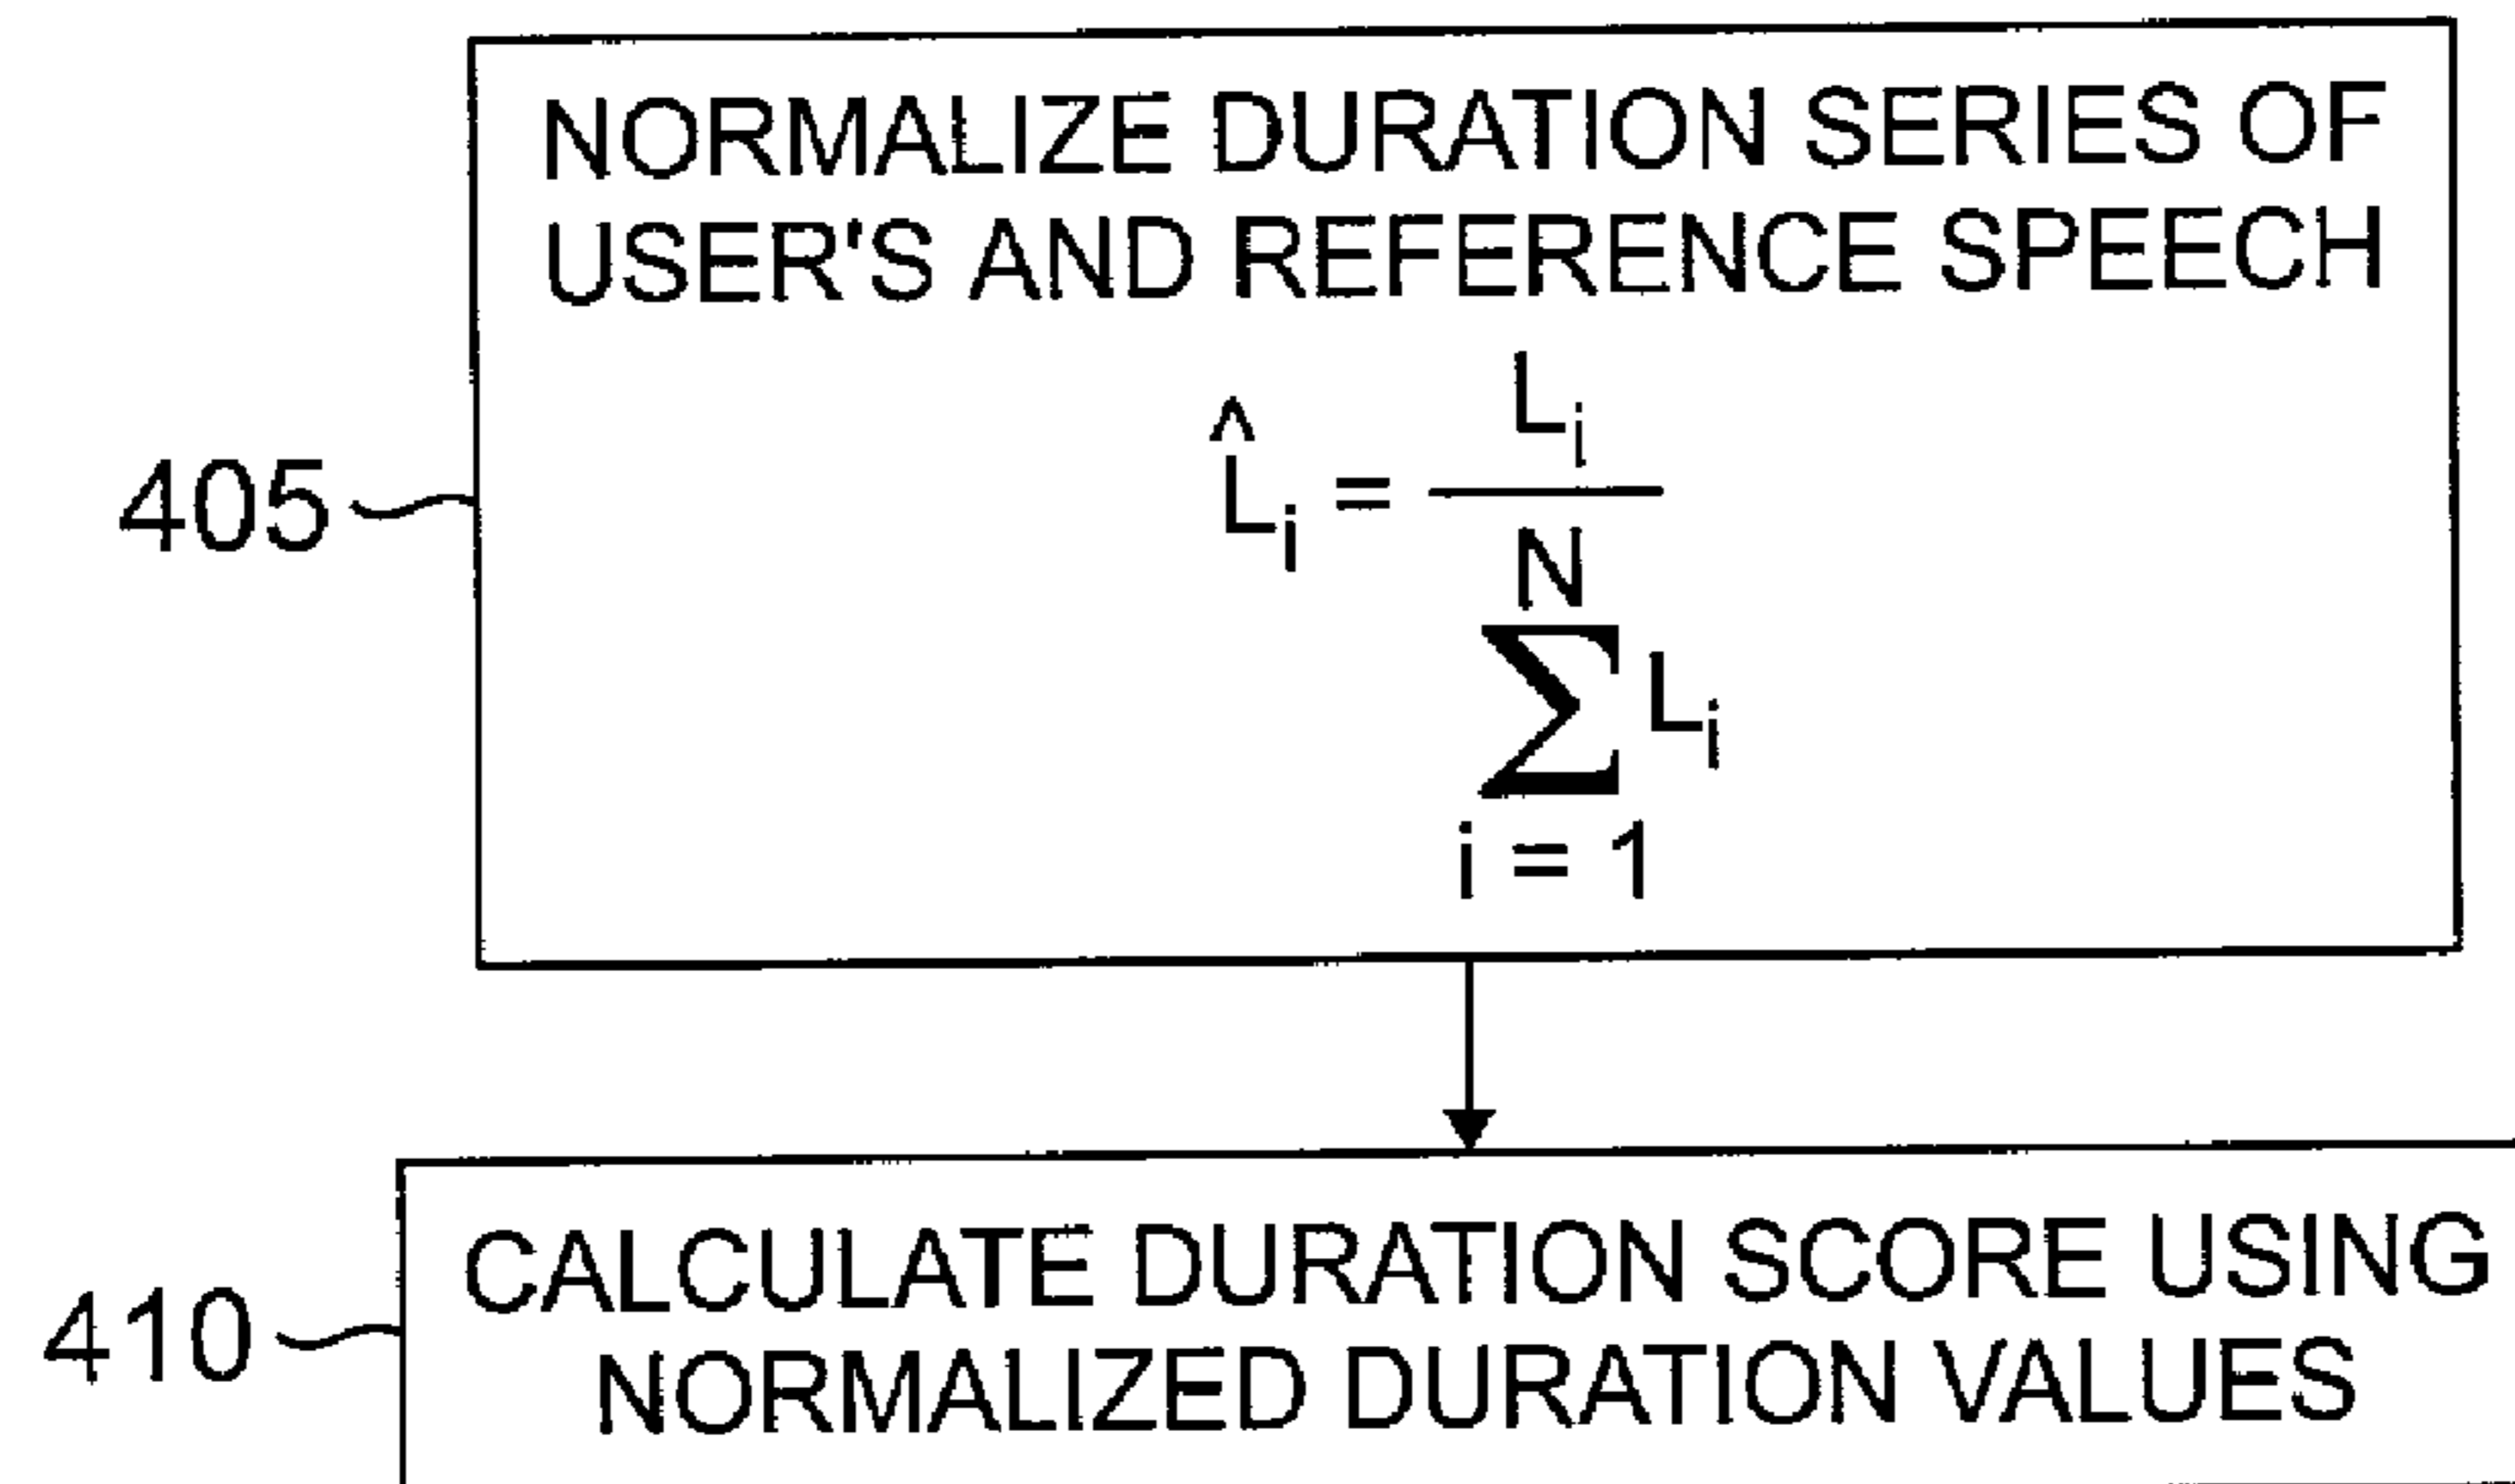 NORMALIZE DURATION SERIES OF
USER'S AND REFERENCE SPEECH
405
L̂i = Li / N ∑ Li i = 1
410
CALCULATE DURATION SCORE USING
NORMALIZED DURATION VALUES